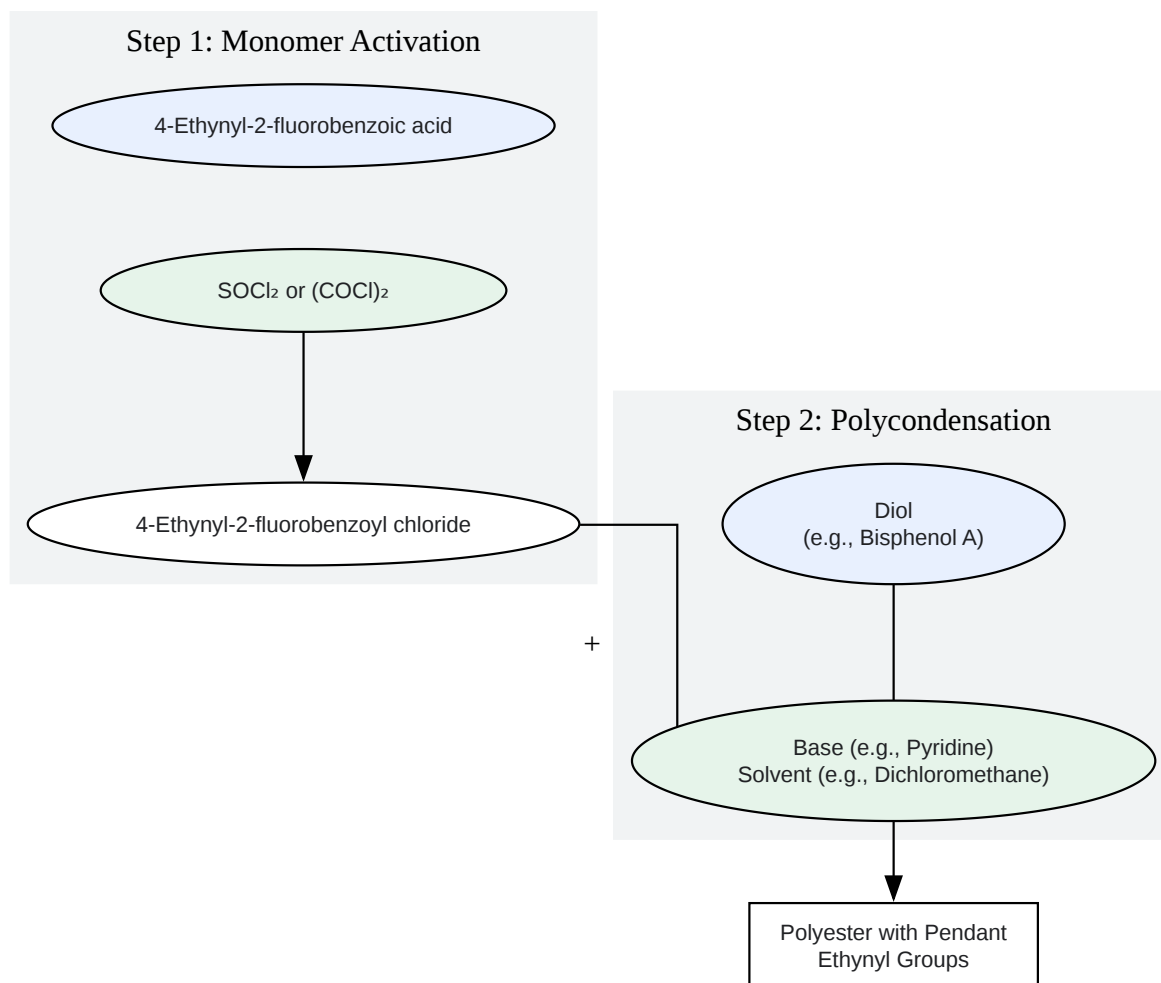 Step 1: Monomer Activation
4-Ethynyl-2-fluorobenzoic acid
SOCl₂ or (COCl)₂
4-Ethynyl-2-fluorobenzoyl chloride
+
Step 2: Polycondensation
Diol
(e.g., Bisphenol A)
Base (e.g., Pyridine)
Solvent (e.g., Dichloromethane)
Polyester with Pendant
Ethynyl Groups